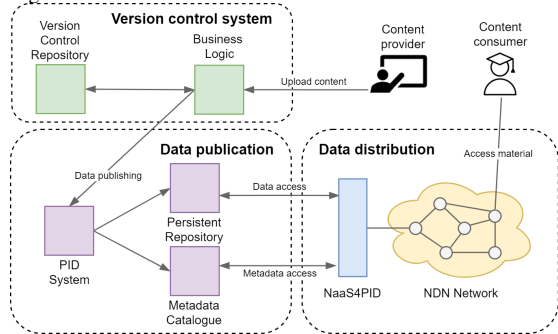 Version control system
Version
Control
Repository
Business
Logic
Content
provider
Content
consumer
Upload content
Data publication
Data distribution
Data publishing
Access material
Data access
Persistent
Repository
PID
System
Metadata access
Metadata
Catalogue
NaaS4PID
NDN Network